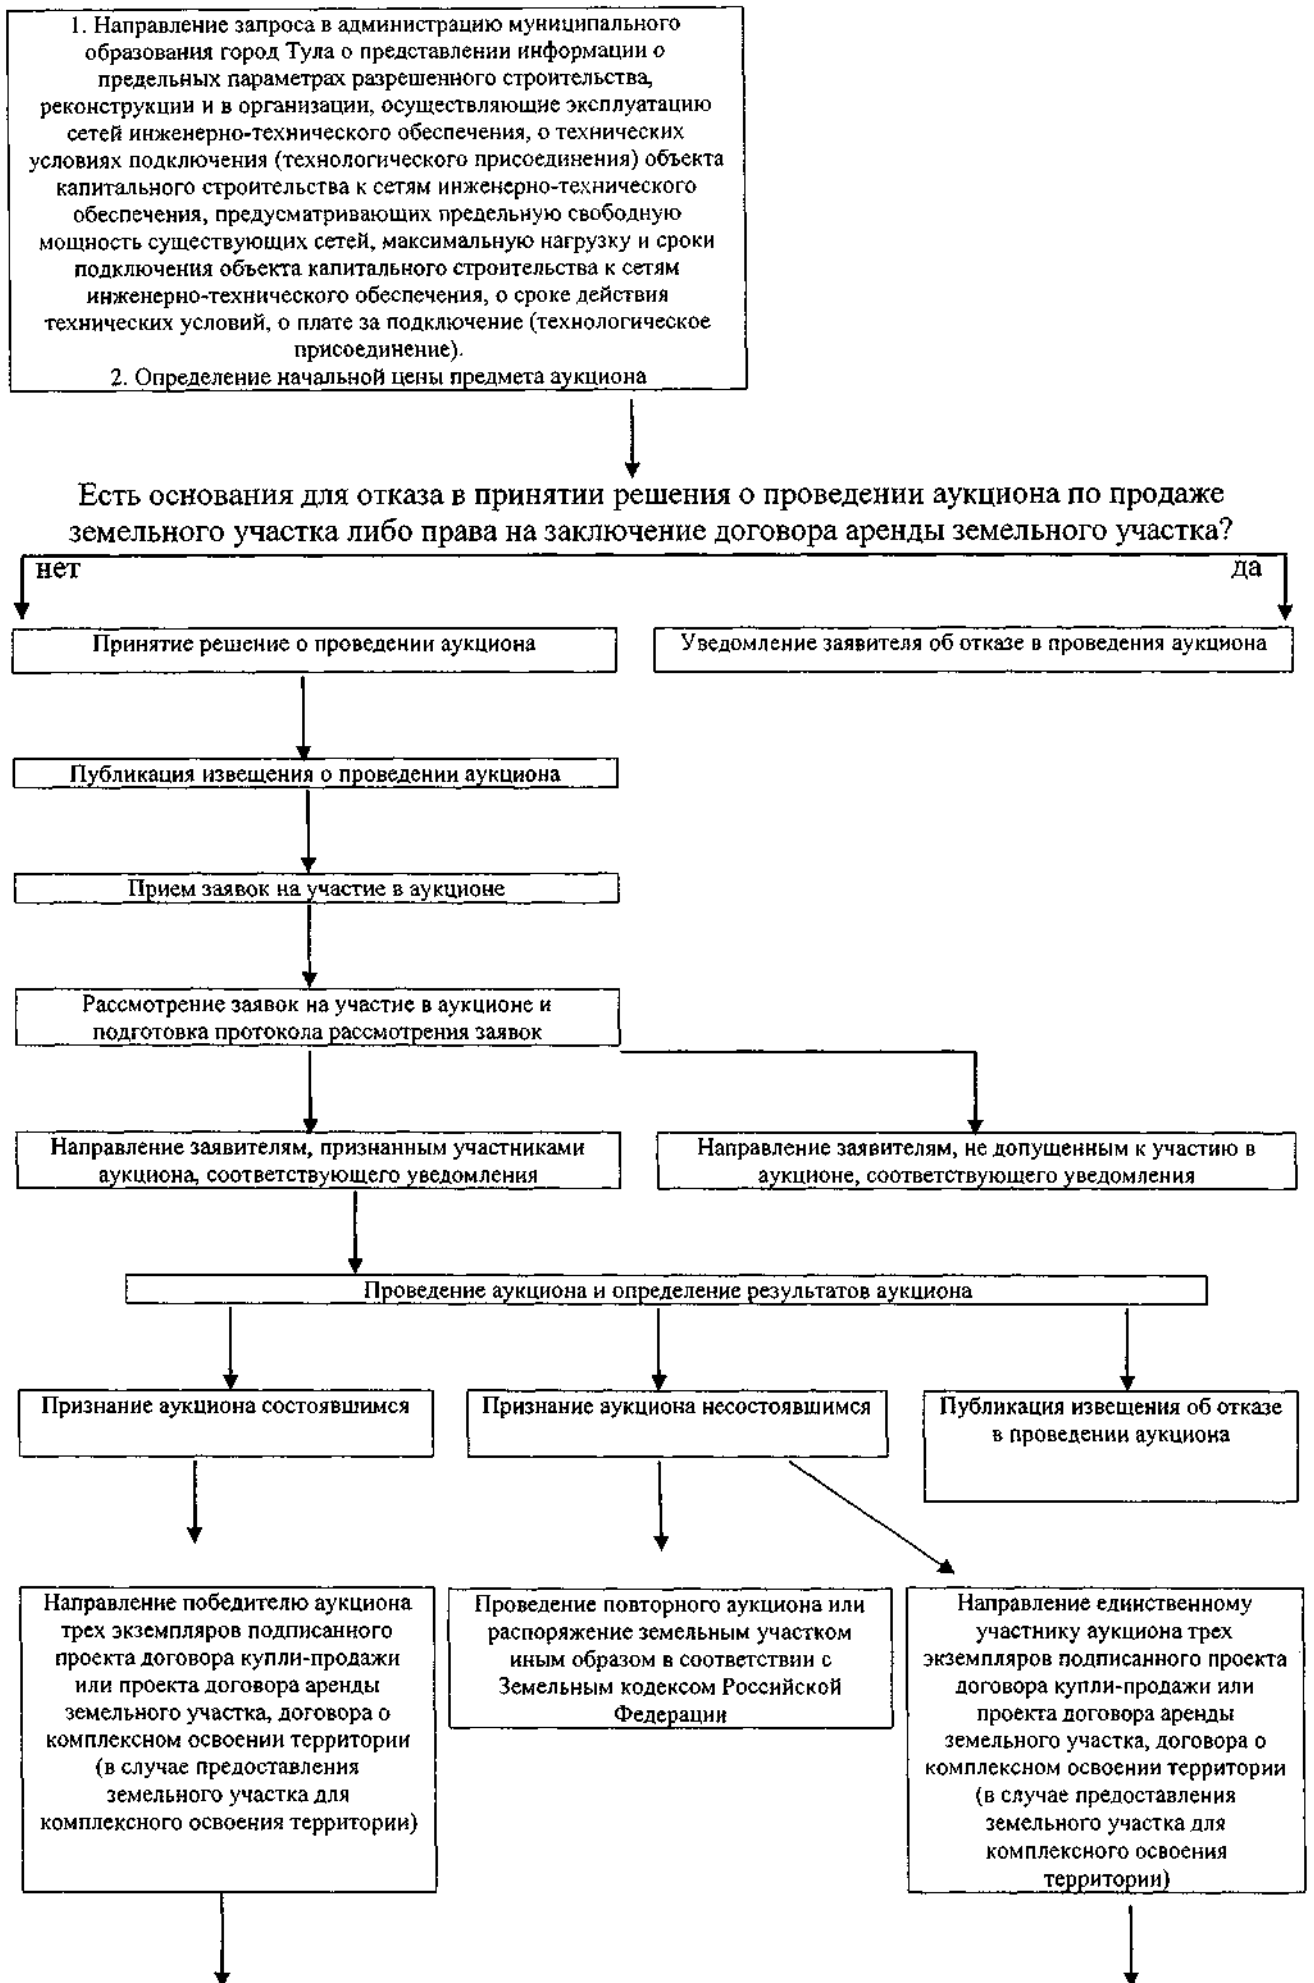 1. Направление запроса в администрацию муниципального
образования город Тула о представлении информации о
предельных параметрах разрешенного строительства,
реконструкции и в организации, осуществляющие эксплуатацию
сетей инженерно-технического обеспечения, о технических
условиях подключения (технологического присоединения) объекта
капитального строительства к сетям инженерно-технического
обеспечения, предусматривающих предельную свободную
мощность существующих сетей, максимальную нагрузку и сроки
подключения объекта капитального строительства к сетям
инженерно-технического обеспечения, о сроке действия
технических условий, о плате за подключение (технологическое
присоединение).
2. Определение начальной цены предмета аукциона
Есть основания для отказа в принятии решения о проведении аукциона по продаже
земельного участка либо права на заключение договора аренды земельного участка?
нет
да
Принятие решение о проведении аукциона
Уведомление заявителя об отказе в проведения аукциона
Публикация извещения о проведении аукциона
Прием заявок на участие в аукционе
Рассмотрение заявок на участие в аукционе и
подготовка протокола рассмотрения заявок
Направление заявителям, признанным участниками
аукциона, соответствующего уведомления
Направление заявителям, не допущенным к участию в
аукционе, соответствующего уведомления
Проведение аукциона и определение результатов аукциона
Признание аукциона состоявшимся
Признание аукциона несостоявшимся
Публикация извещения об отказе
в проведении аукциона
Направление победителю аукциона
трех экземпляров подписанного
проекта договора купли-продажи
или проекта договора аренды
земельного участка, договора о
комплексном освоении территории
(в случае предоставления
земельного участка для
комплексного освоения территории)
Проведение повторного аукциона или
распоряжение земельным участком
иным образом в соответствии с
Земельным кодексом Российской
Федерации
Направление единственному
участнику аукциона трех
экземпляров подписанного проекта
договора купли-продажи или
проекта договора аренды
земельного участка, договора о
комплексном освоении территории
(в случае предоставления
земельного участка для
комплексного освоения
территории)